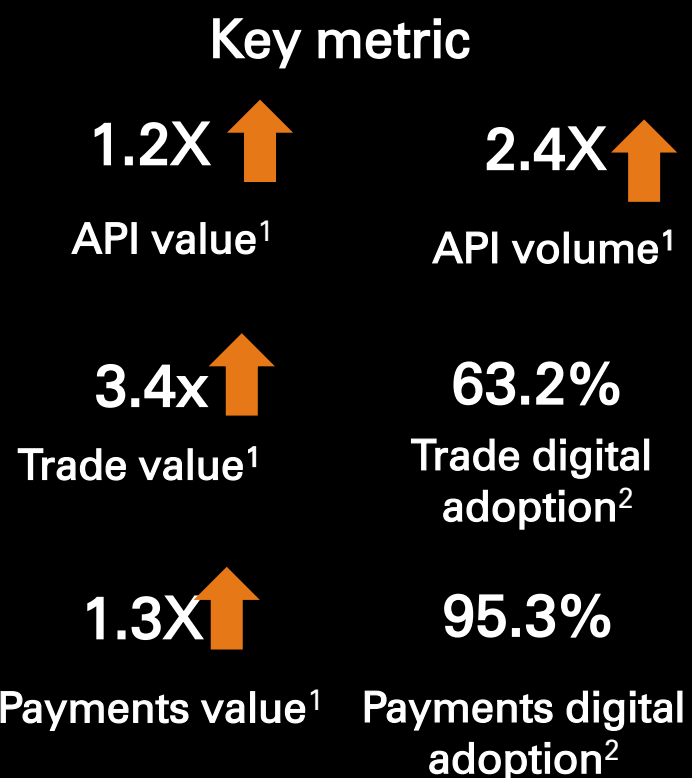 Key metric
1.2X
2.4X
API value¹
API volume¹
3.4x
63.2%
Trade value¹
Trade digital
adoption²
1.3X
95.3%
Payments value¹
Payments digital
adoption²